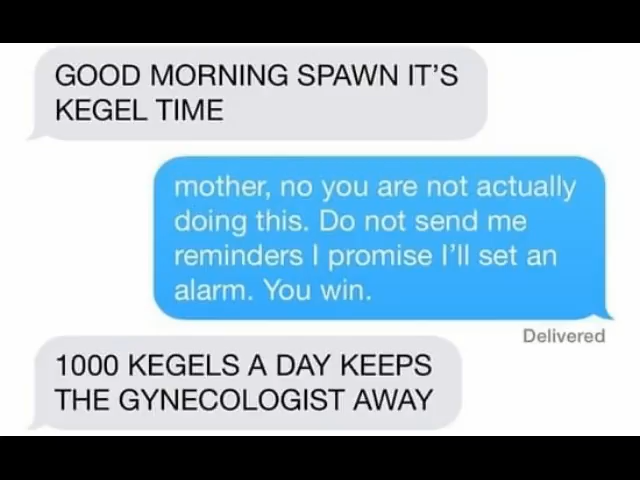 GOOD MORNING SPAWN IT'S
KEGEL TIME
mother, no you are not actually
doing this. Do not send me
reminders I promise I'll set an
alarm. You win.
Delivered
1000 KEGELS A DAY KEEPS
THE GYNECOLOGIST AWAY